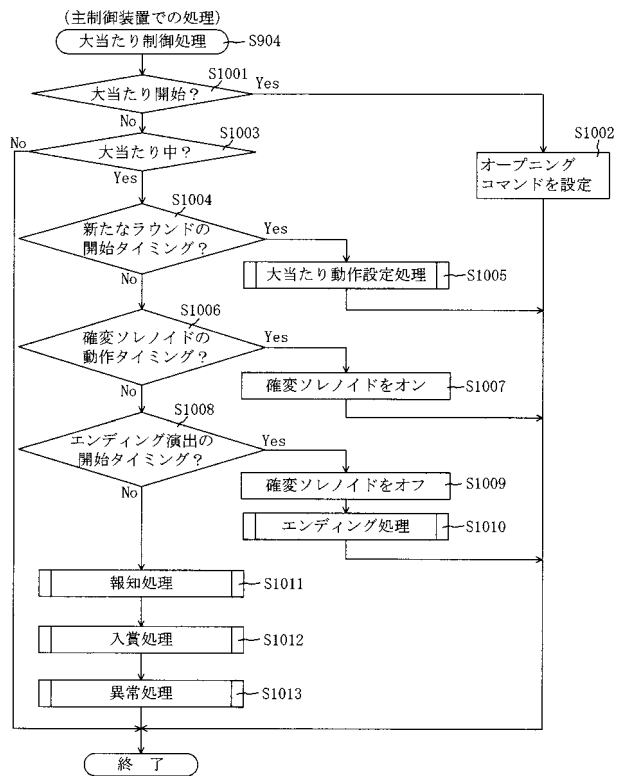 (主制御装置での処理)
大当たり制御処理
S904
S1001
大当たり開始?
Yes
No
S1003
No
大当たり中?
Yes
S1002
オープニング
コマンドを設定
S1004
新たなラウンドの
開始タイミング?
Yes
No
大当たり動作設定処理
S1005
S1006
確変ソレノイドの
動作タイミング?
Yes
No
確変ソレノイドをオン
S1007
S1008
エンディング演出の
開始タイミング?
Yes
No
確変ソレノイドをオフ
S1009
エンディング処理
S1010
報知処理
S1011
入賞処理
S1012
異常処理
S1013
終 了